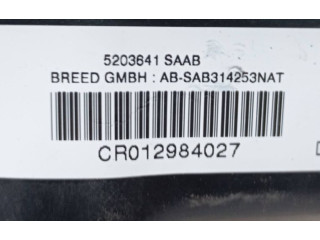 5203641 SAAB
BREED GMBH : AB-SAB314253NAT
CR012984027